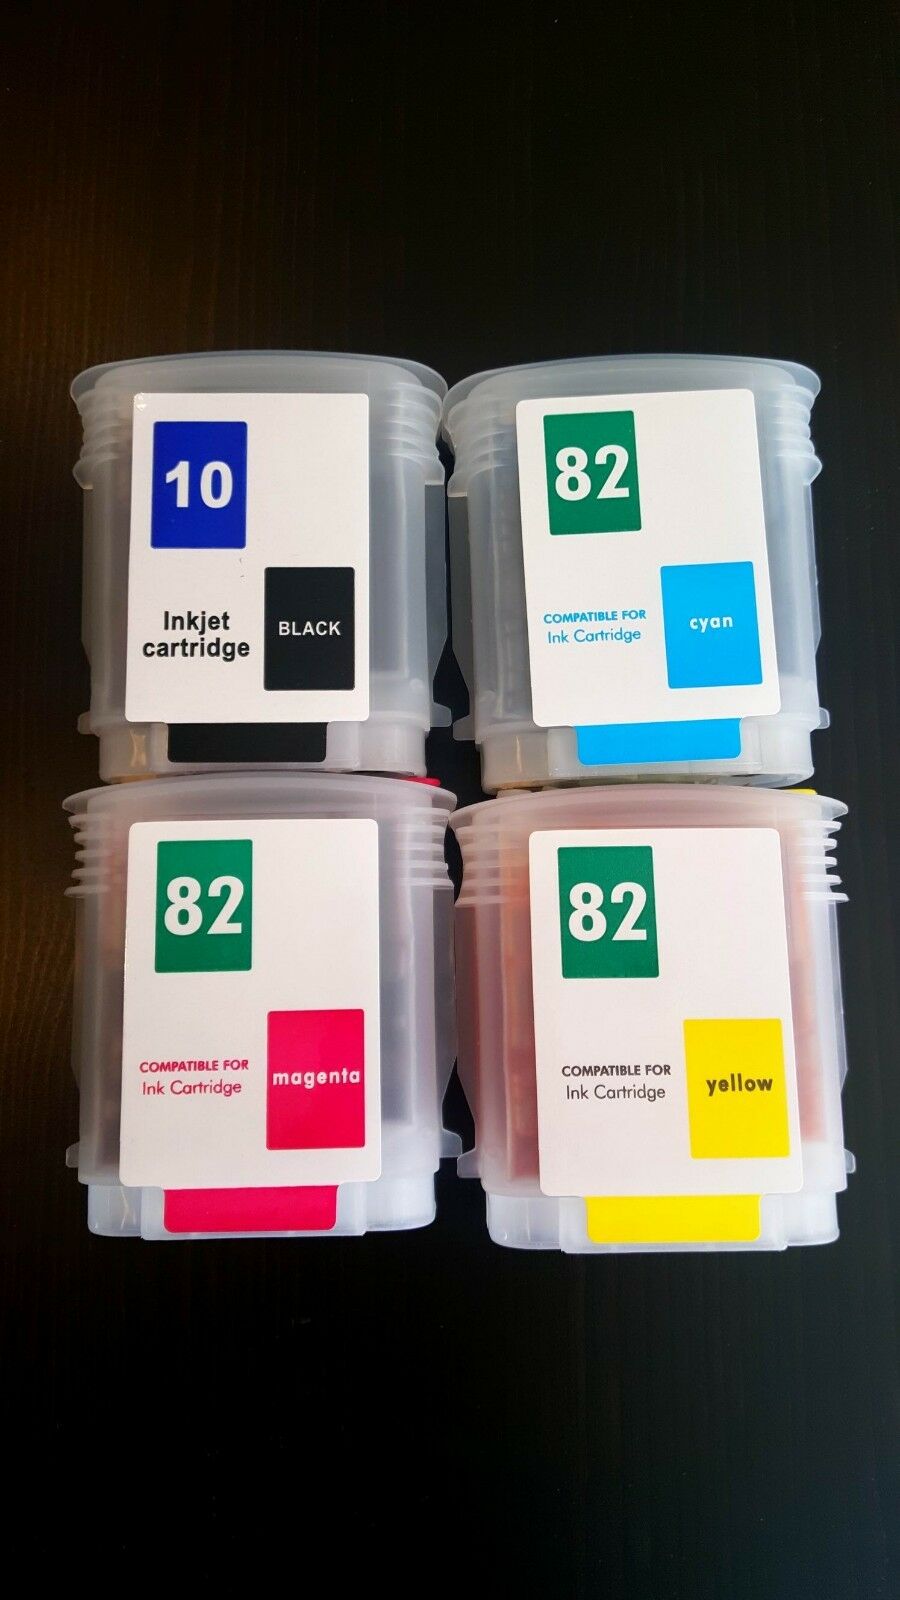 10
Inkjet
cartridge
BLACK
82
COMPATIBLE FOR
Ink Cartridge
cyan
82
COMPATIBLE FOR
Ink Cartridge
magenta
82
COMPATIBLE FOR
Ink Cartridge
yellow